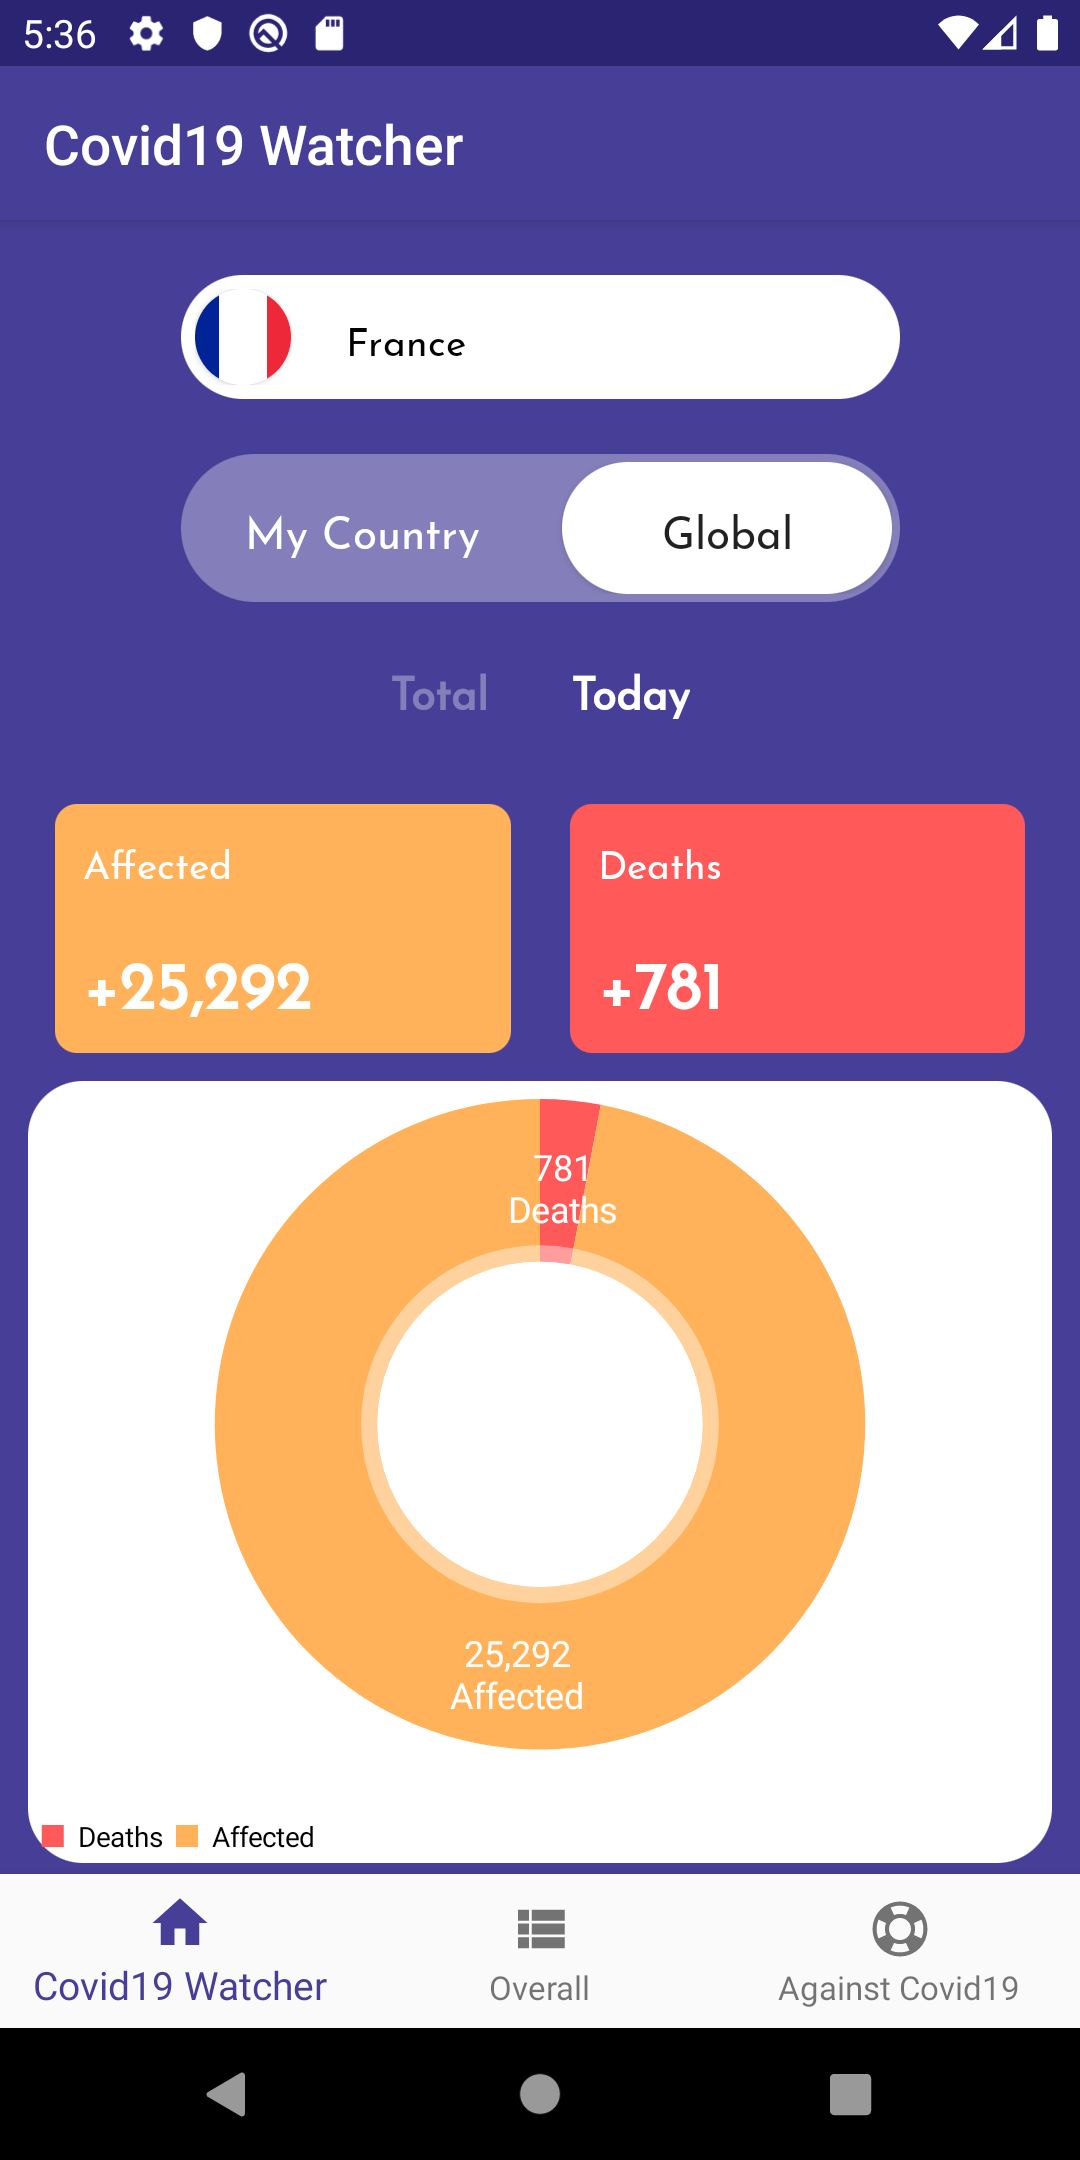 5:36
Covid19 Watcher
France
My Country Global
Total Today
Affected
+25,292
Deaths
+781
781
Deaths
25,292
Affected
Deaths Affected
Covid19 Watcher Overall Against Covid19